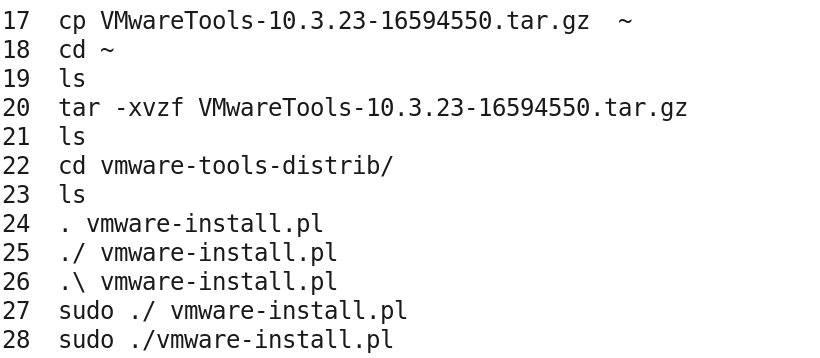 17  cp VMwareTools-10.3.23-16594550.tar.gz  ~
18  cd ~
19  ls
20  tar -xvzf VMwareTools-10.3.23-16594550.tar.gz
21  ls
22  cd vmware-tools-distrib/
23  ls
24  . vmware-install.pl
25  ./ vmware-install.pl
26  .\ vmware-install.pl
27  sudo ./ vmware-install.pl
28  sudo ./vmware-install.pl